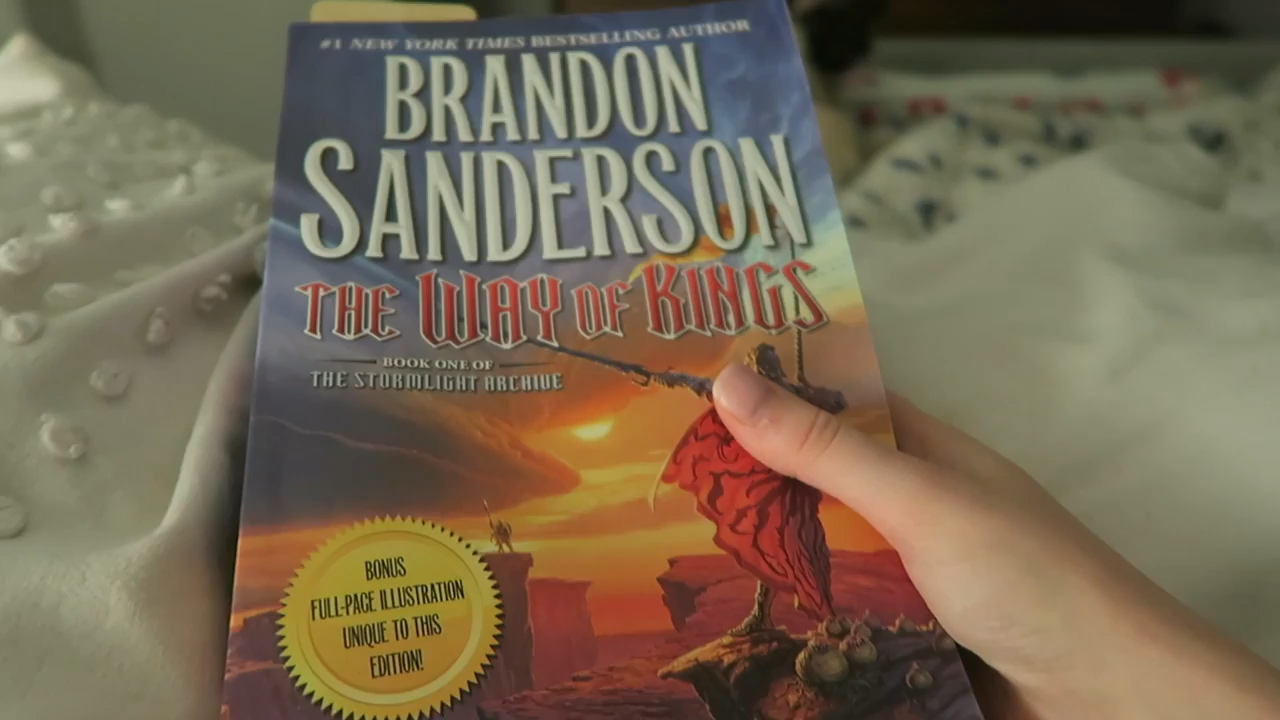 #1 NEW YORK TIMES BESTSELLING AUTHOR
BRANDON
SANDERSON
THE WAY OF KINGS
BOOK ONE OF
THE STORMLIGHT ARCHIVE
BONUS
FULL-PAGE ILLUSTRATION
UNIQUE TO THIS
EDITION!